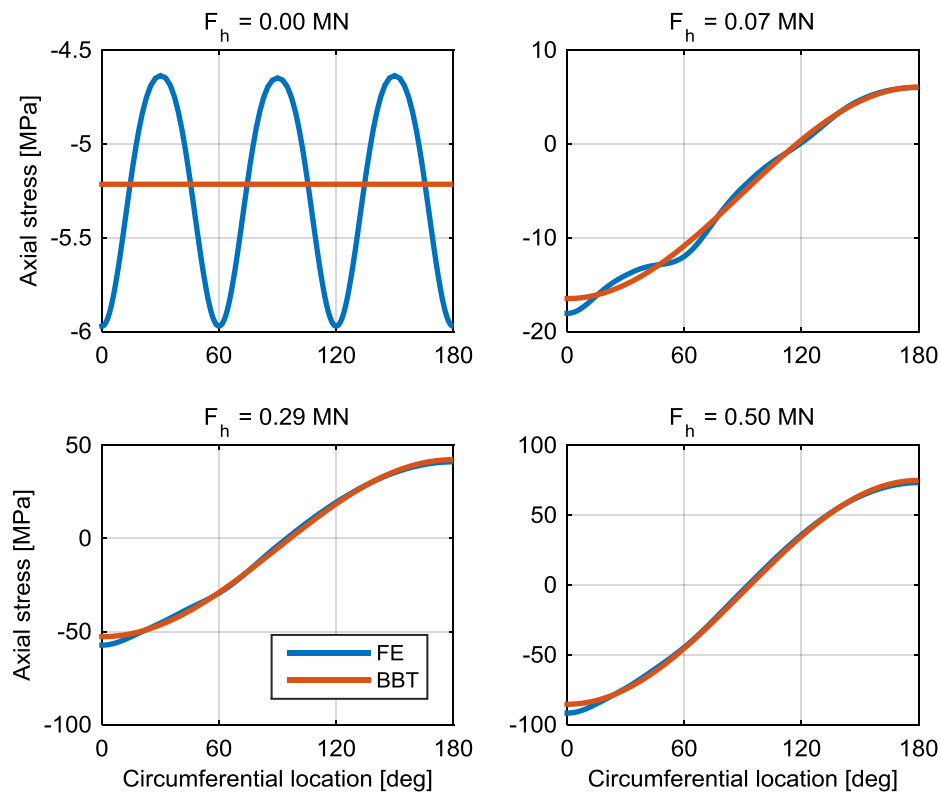 F_h = 0.00 MN
Axial stress [MPa]
-4.5
-5
-5.5
-6
0 60 120 180
F_h = 0.07 MN
10
0
-10
-20
0 60 120 180
F_h = 0.29 MN
Axial stress [MPa]
50
0
-50
-100
FE
BBT
0 60 120 180
Circumferential location [deg]
F_h = 0.50 MN
100
50
0
-50
-100
0 60 120 180
Circumferential location [deg]